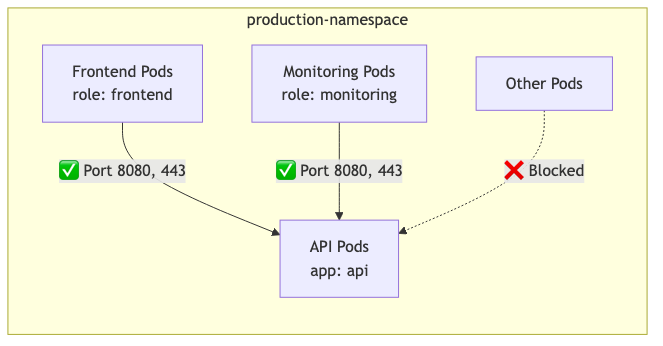 production-namespace
Frontend Pods
role: frontend
Monitoring Pods
role: monitoring
Other Pods
✅ Port 8080, 443
✅ Port 8080, 443
❌ Blocked
API Pods
app: api